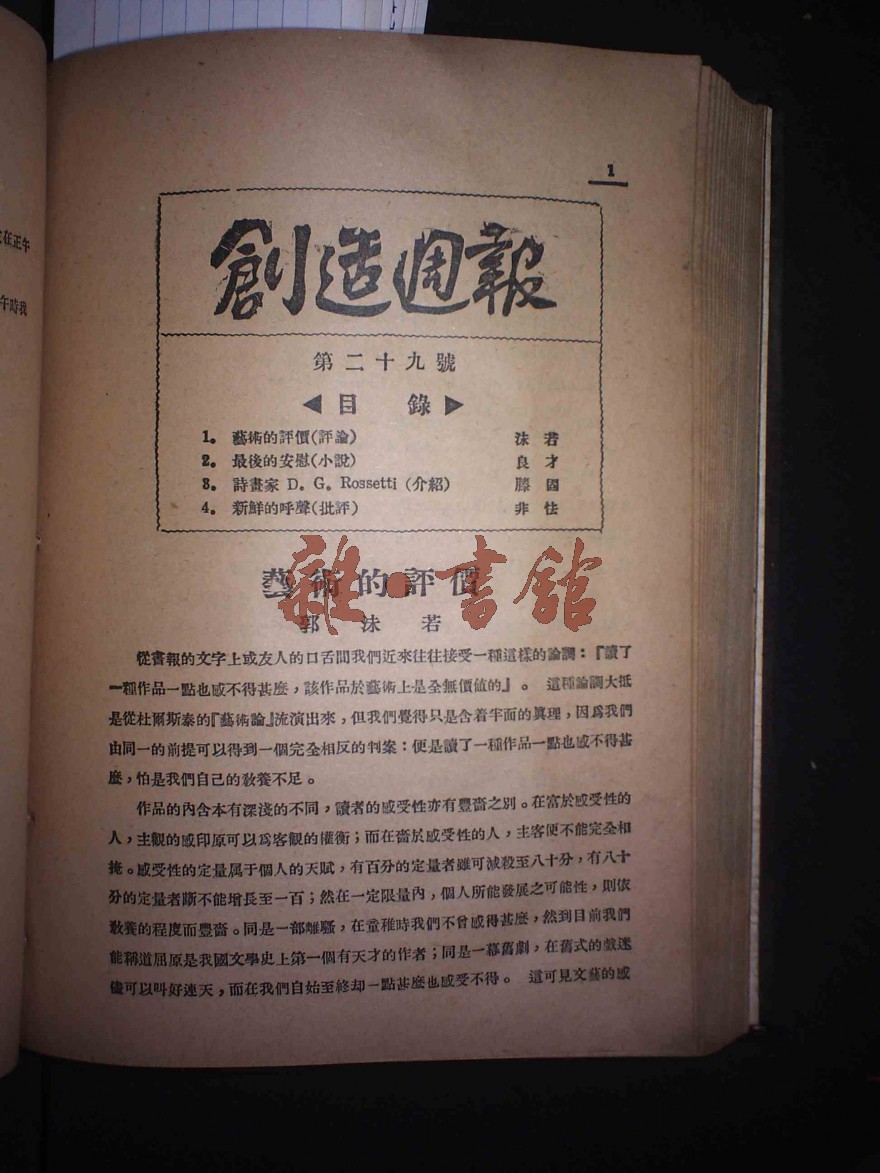 在正午
午時我
1
創造週報
第二十九號
◀目 錄▶
1。 藝術的評價(評論) 沫若
2。 最後的安慰(小說) 良才
3。 詩畫家 D。G。Rossetti (介紹) 滕固
4。 新鮮的呼聲(批評) 非怯
藝術的評價
雜·書館
郭沫若
從書報的文字上或友人的口舌間我們近來往往接受一種這樣的論調:『讀了
一種作品一點也感不得甚麼,該作品於藝術上是全無價値的』。 這種論調大抵
是從杜爾斯泰的『藝術論』流演出來,但我們覺得只是含着半面的眞理,因爲我們
由同一的前提可以得到一個完全相反的判案:便是讀了一種作品一點也感不得甚
麼,怕是我們自己的敎養不足。
作品的內含本有深淺的不同,讀者的感受性亦有豐嗇之別。在富於感受性的
人,主觀的感印原可以爲客觀的權衡;而在嗇於感受性的人,主客便不能完全相
掩。感受性的定量属于個人的天賦,有百分的定量者雖可減殺至八十分,有八十
分的定量者斷不能增長至一百;然在一定限量內,個人所能發展之可能性,則依
敎養的程度而豐嗇。同是一部離騷,在童稚時我們不曾感得甚麼,然到目前我們
能稱道屈原是我國文學史上第一個有天才的作者;同是一幕舊劇,在舊式的戲迷
儘可以叫好連天,而在我們自始至終却一點甚麼也感受不得。 這可見文藝的感